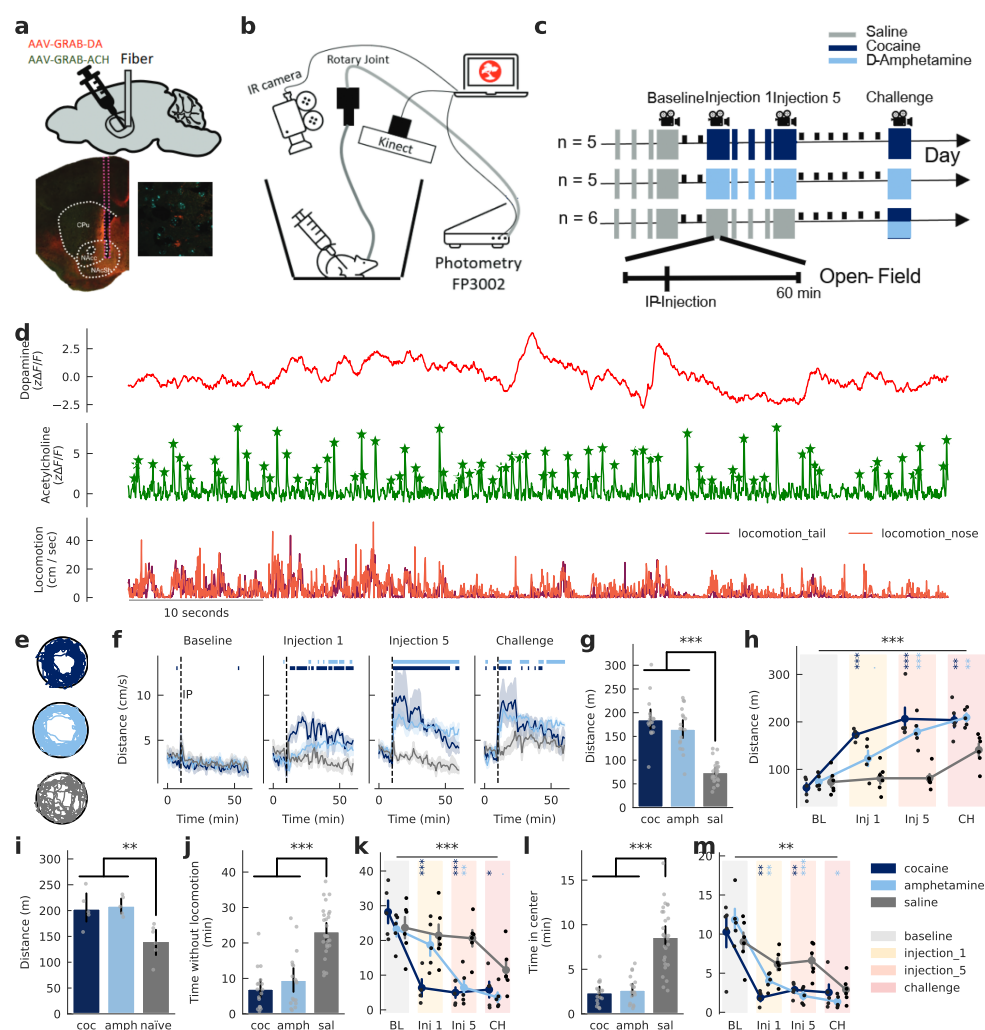 a
AAV-GRAB-DA
AAV-GRAB-ACH
Fiber
CPu
b
IR camera
Rotary Joint
Kinect
Photometry
FP3002
c
Saline
Cocaine
D-Amphetamine
Baseline
Injection 1
Injection 5
Challenge
n = 5
n = 5
n = 6
Day
IP-Injection
60 min
Open- Field
d
Dopamine
(zΔF/F)
2.5
0.0
−2.5
Acetylcholine
(zΔF/F)
5
0
Locomotion
(cm / sec)
40
20
0
locomotion_tail
locomotion_nose
10 seconds
e
f
Baseline
Injection 1
Injection 5
Challenge
IP
Distance (cm/s)
10
5
0
50
0
50
0
50
0
50
Time (min)
Time (min)
Time (min)
Time (min)
g
***
Distance (m)
300
250
200
150
100
50
0
coc
amph
sal
h
***
***
***
***
**
**
Distance (m)
300
200
100
BL
Inj 1
Inj 5
CH
i
**
Distance (m)
300
250
200
150
100
50
0
coc
amph
naïve
j
***
Time without locomotion
(min)
40
30
20
10
0
coc
amph
sal
k
***
***
***
**
*
40
30
20
10
0
BL
Inj 1
Inj 5
CH
l
***
Time in center
(min)
15
10
5
0
coc
amph
sal
m
**
**
*
**
***
*
20
15
10
5
0
BL
Inj 1
Inj 5
CH
cocaine
amphetamine
saline
baseline
injection_1
injection_5
challenge